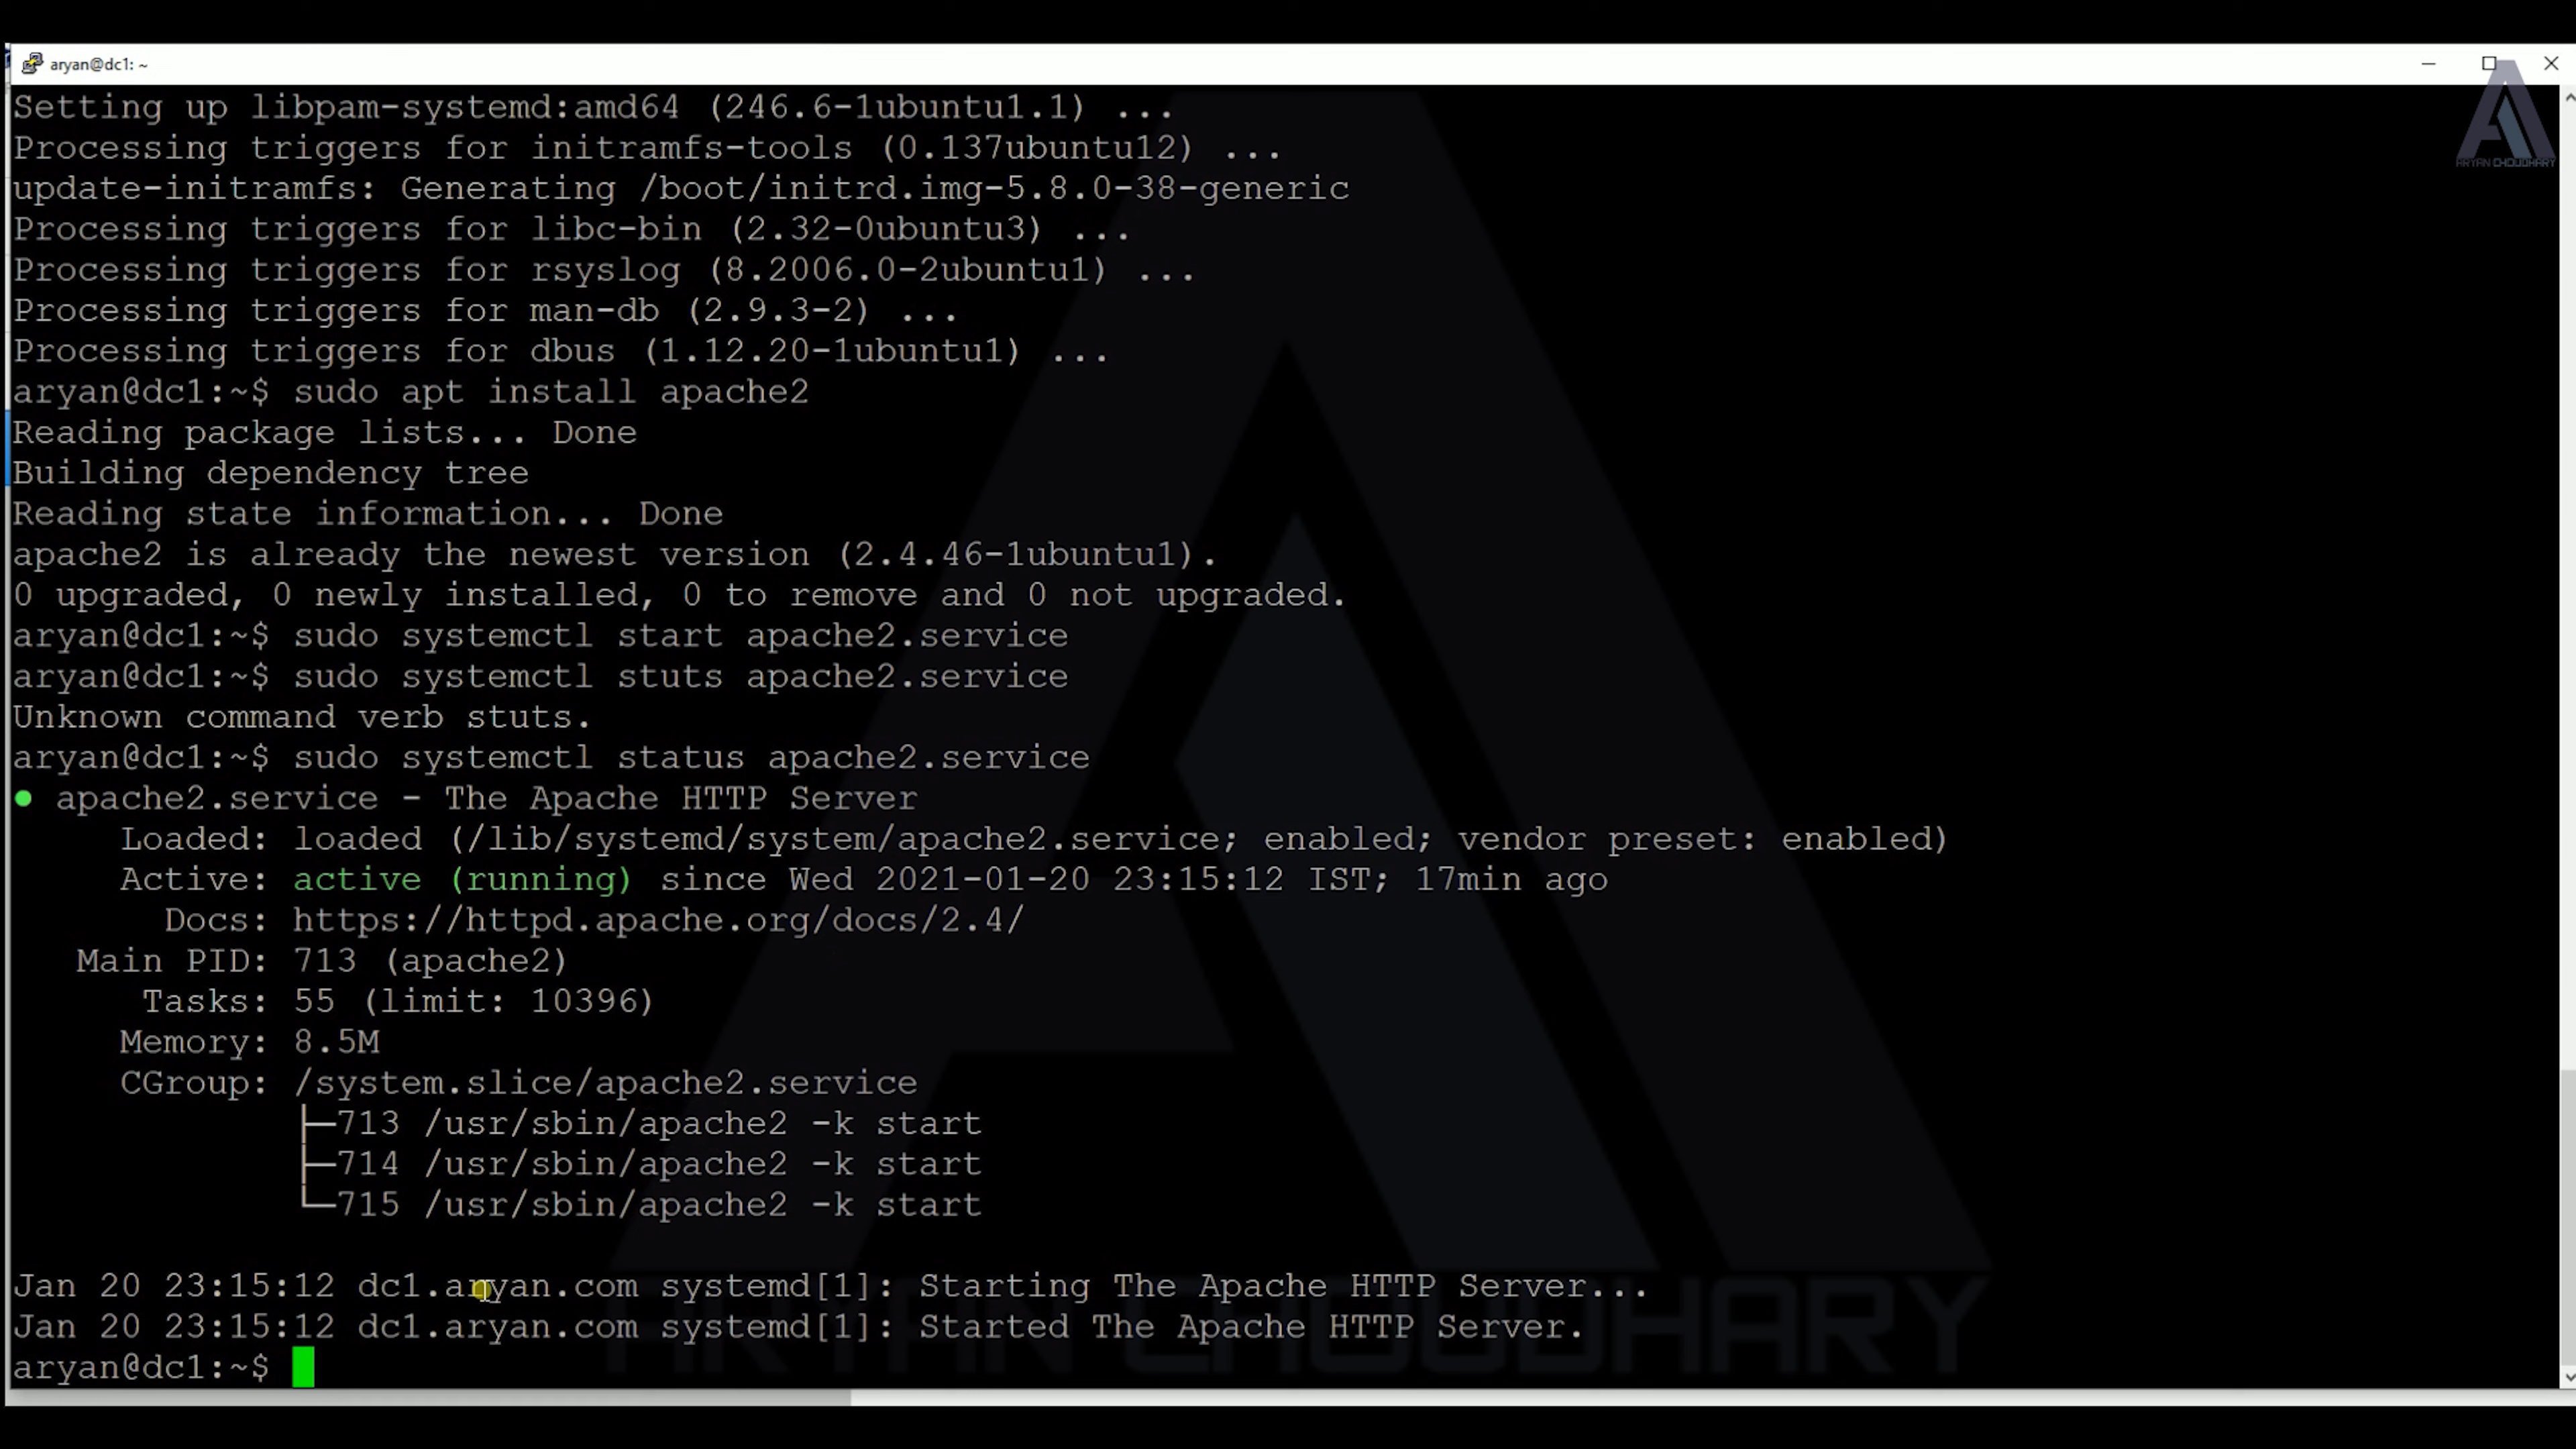 aryan@dc1: ~
ARYAN CHOUDHARY
Setting up libpam-systemd:amd64 (246.6-1ubuntu1.1) ...
Processing triggers for initramfs-tools (0.137ubuntu12) ...
update-initramfs: Generating /boot/initrd.img-5.8.0-38-generic
Processing triggers for libc-bin (2.32-0ubuntu3) ...
Processing triggers for rsyslog (8.2006.0-2ubuntu1) ...
Processing triggers for man-db (2.9.3-2) ...
Processing triggers for dbus (1.12.20-1ubuntu1) ...
aryan@dc1:~$ sudo apt install apache2
Reading package lists... Done
Building dependency tree
Reading state information... Done
apache2 is already the newest version (2.4.46-1ubuntu1).
0 upgraded, 0 newly installed, 0 to remove and 0 not upgraded.
aryan@dc1:~$ sudo systemctl start apache2.service
aryan@dc1:~$ sudo systemctl stuts apache2.service
Unknown command verb stuts.
aryan@dc1:~$ sudo systemctl status apache2.service
● apache2.service - The Apache HTTP Server
Loaded: loaded (/lib/systemd/system/apache2.service; enabled; vendor preset: enabled)
Active: active (running) since Wed 2021-01-20 23:15:12 IST; 17min ago
Docs: https://httpd.apache.org/docs/2.4/
Main PID: 713 (apache2)
Tasks: 55 (limit: 10396)
Memory: 8.5M
CGroup: /system.slice/apache2.service
├─713 /usr/sbin/apache2 -k start
├─714 /usr/sbin/apache2 -k start
└─715 /usr/sbin/apache2 -k start
Jan 20 23:15:12 dc1.aryan.com systemd[1]: Starting The Apache HTTP Server...
Jan 20 23:15:12 dc1.aryan.com systemd[1]: Started The Apache HTTP Server.
ARYAN CHOUDHARY
aryan@dc1:~$